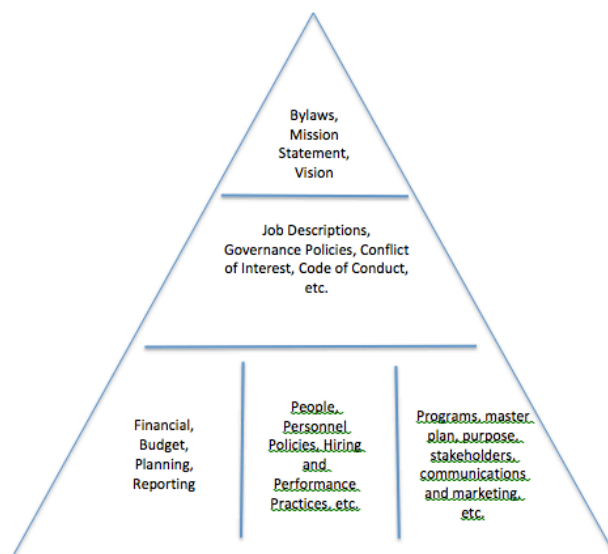 Bylaws,
Mission
Statement,
Vision
Job Descriptions,
Governance Policies, Conflict
of Interest, Code of Conduct,
etc.
Financial,
Budget,
Planning,
Reporting
People,
Personnel
Policies, Hiring
and
Performance
Practices, etc.
Programs, master
plan, purpose,
stakeholders,
communications
and marketing,
etc.